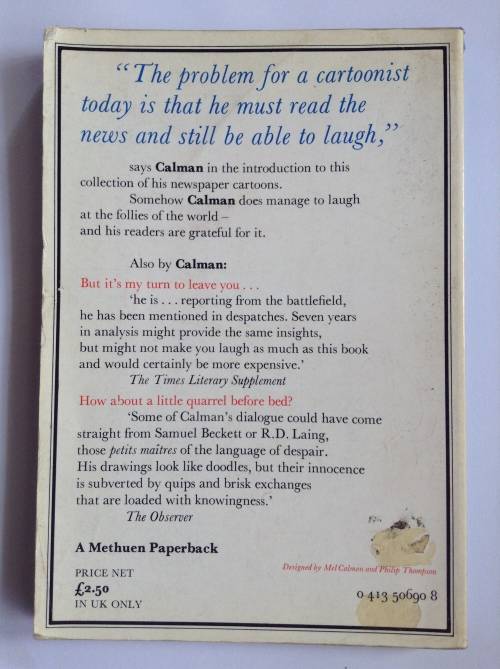 “The problem for a cartoonist
today is that he must read the
news and still be able to laugh,”
says Calman in the introduction to this
collection of his newspaper cartoons.
Somehow Calman does manage to laugh
at the follies of the world –
and his readers are grateful for it.
Also by Calman:
But it’s my turn to leave you . . .
‘he is . . . reporting from the battlefield,
he has been mentioned in despatches. Seven years
in analysis might provide the same insights,
but might not make you laugh as much as this book
and would certainly be more expensive.’
The Times Literary Supplement
How about a little quarrel before bed?
‘Some of Calman’s dialogue could have come
straight from Samuel Beckett or R.D. Laing,
those petits maîtres of the language of despair.
His drawings look like doodles, but their innocence
is subverted by quips and brisk exchanges
that are loaded with knowingness.’
The Observer
A Methuen Paperback
Designed by Mel Calman and Philip Thompson
PRICE NET
£2.50
IN UK ONLY
0 413 50690 8